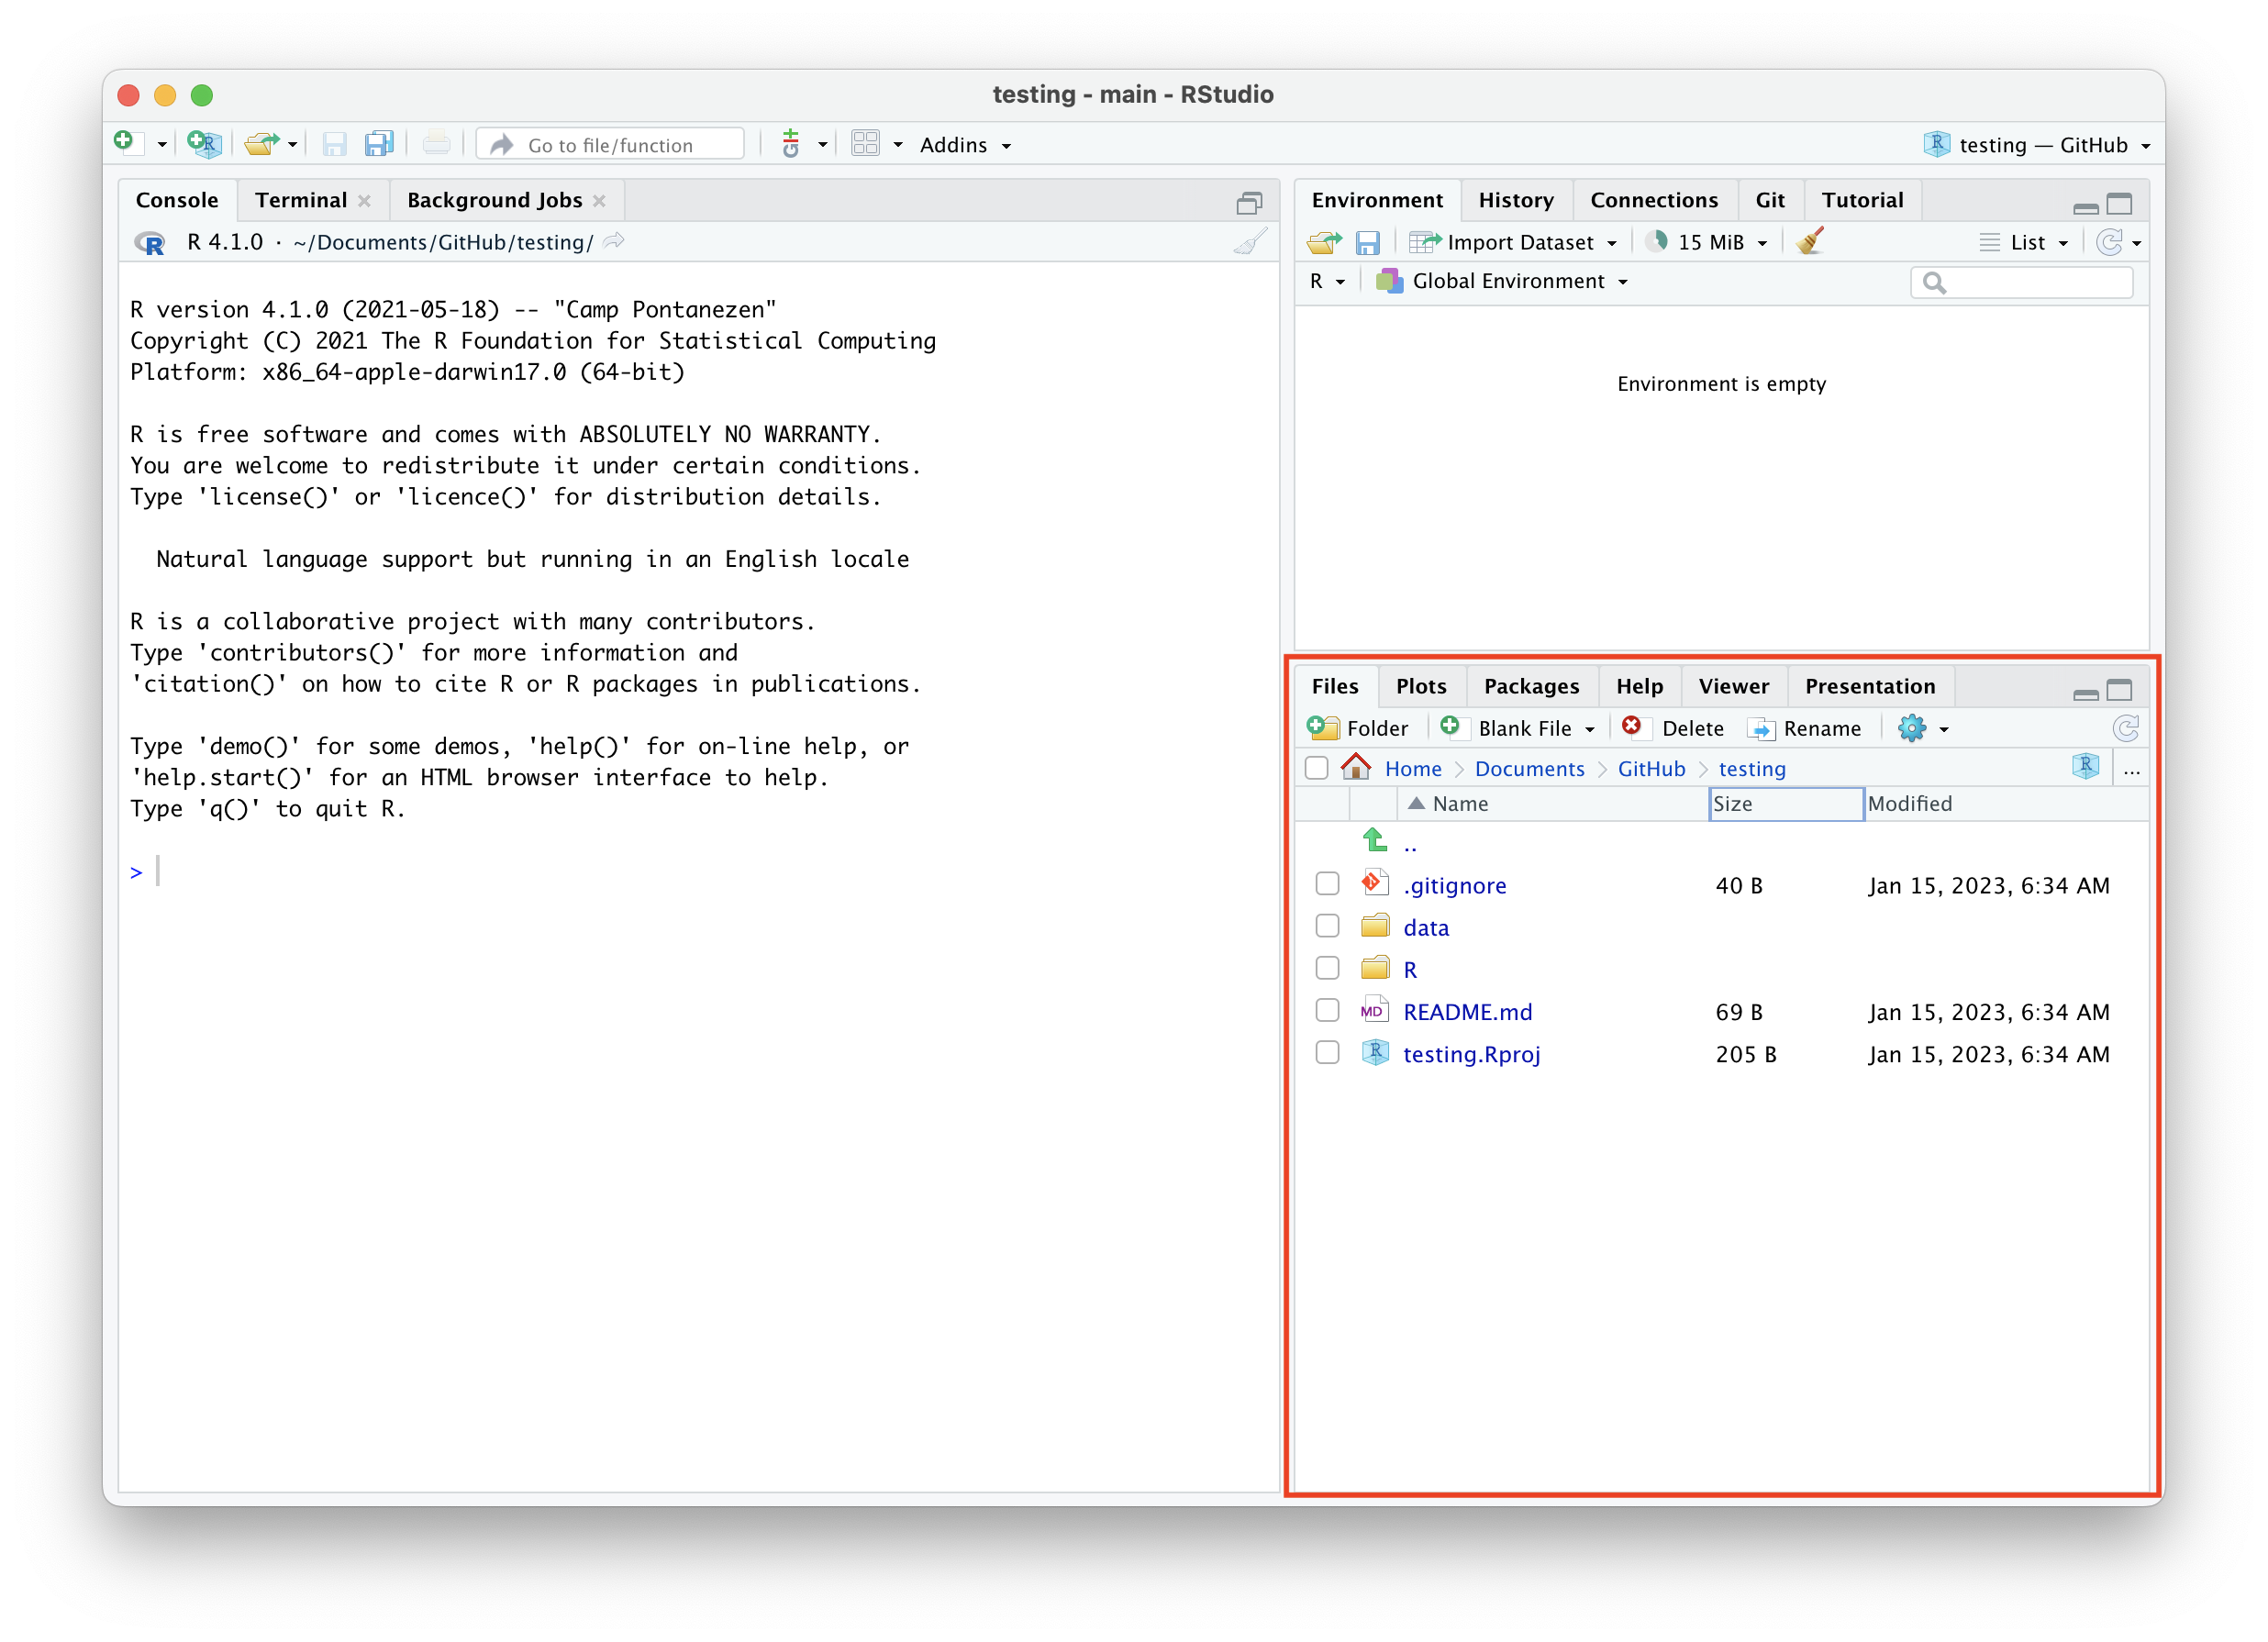 testing - main - RStudio
Go to file/function
Git
Addins
testing — GitHub
Console
Terminal
Background Jobs
R 4.1.0 · ~/Documents/GitHub/testing/
R version 4.1.0 (2021-05-18) -- "Camp Pontanezen"
Copyright (C) 2021 The R Foundation for Statistical Computing
Platform: x86_64-apple-darwin17.0 (64-bit)
R is free software and comes with ABSOLUTELY NO WARRANTY.
You are welcome to redistribute it under certain conditions.
Type 'license()' or 'licence()' for distribution details.
Natural language support but running in an English locale
R is a collaborative project with many contributors.
Type 'contributors()' for more information and
'citation()' on how to cite R or R packages in publications.
Type 'demo()' for some demos, 'help()' for on-line help, or
'help.start()' for an HTML browser interface to help.
Type 'q()' to quit R.
>
Environment History Connections Git Tutorial
Import Dataset 15 MiB List
R Global Environment
Environment is empty
Files Plots Packages Help Viewer Presentation
Folder Blank File Delete Rename
Home Documents GitHub testing ...
Name Size Modified
..
.gitignore 40 B Jan 15, 2023, 6:34 AM
data
R
MD README.md 69 B Jan 15, 2023, 6:34 AM
testing.Rproj 205 B Jan 15, 2023, 6:34 AM